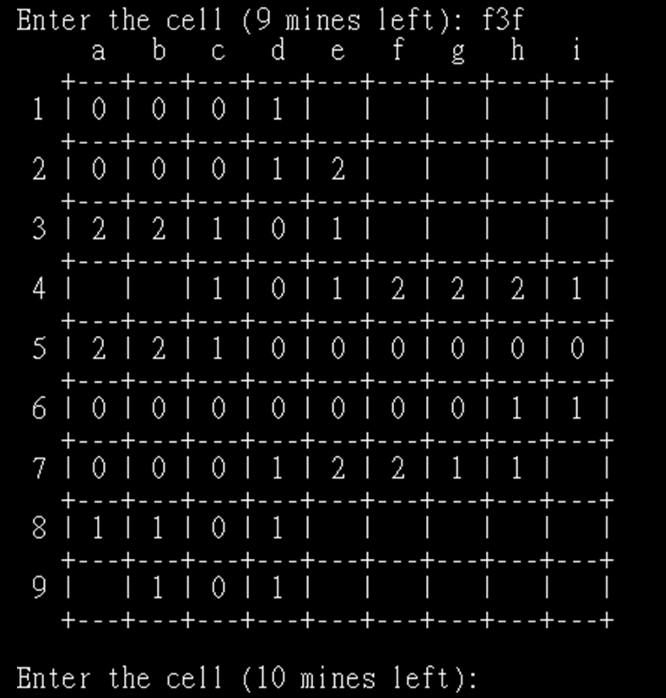 Enter the cell (9 mines left): f3f
     a   b   c   d   e   f   g   h   i
   +---+---+---+---+---+---+---+---+---+
 1 | 0 | 0 | 0 | 1 |   |   |   |   |   |
   +---+---+---+---+---+---+---+---+---+
 2 | 0 | 0 | 0 | 1 | 2 |   |   |   |   |
   +---+---+---+---+---+---+---+---+---+
 3 | 2 | 2 | 1 | 0 | 1 |   |   |   |   |
   +---+---+---+---+---+---+---+---+---+
 4 |   |   | 1 | 0 | 1 | 2 | 2 | 2 | 1 |
   +---+---+---+---+---+---+---+---+---+
 5 | 2 | 2 | 1 | 0 | 0 | 0 | 0 | 0 | 0 |
   +---+---+---+---+---+---+---+---+---+
 6 | 0 | 0 | 0 | 0 | 0 | 0 | 0 | 1 | 1 |
   +---+---+---+---+---+---+---+---+---+
 7 | 0 | 0 | 0 | 1 | 2 | 2 | 1 | 1 |   |
   +---+---+---+---+---+---+---+---+---+
 8 | 1 | 1 | 0 | 1 |   |   |   |   |   |
   +---+---+---+---+---+---+---+---+---+
 9 |   | 1 | 0 | 1 |   |   |   |   |   |
   +---+---+---+---+---+---+---+---+---+
Enter the cell (10 mines left):